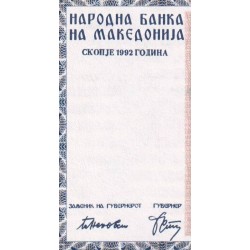 НАРОДНА БАНКА
НА МАКЕДОНИЈА
СКОПЈЕ 1992 ГОДИНА
ЗАМЕНИК НА ГУВЕРНЕРОТ ГУВЕРНЕР